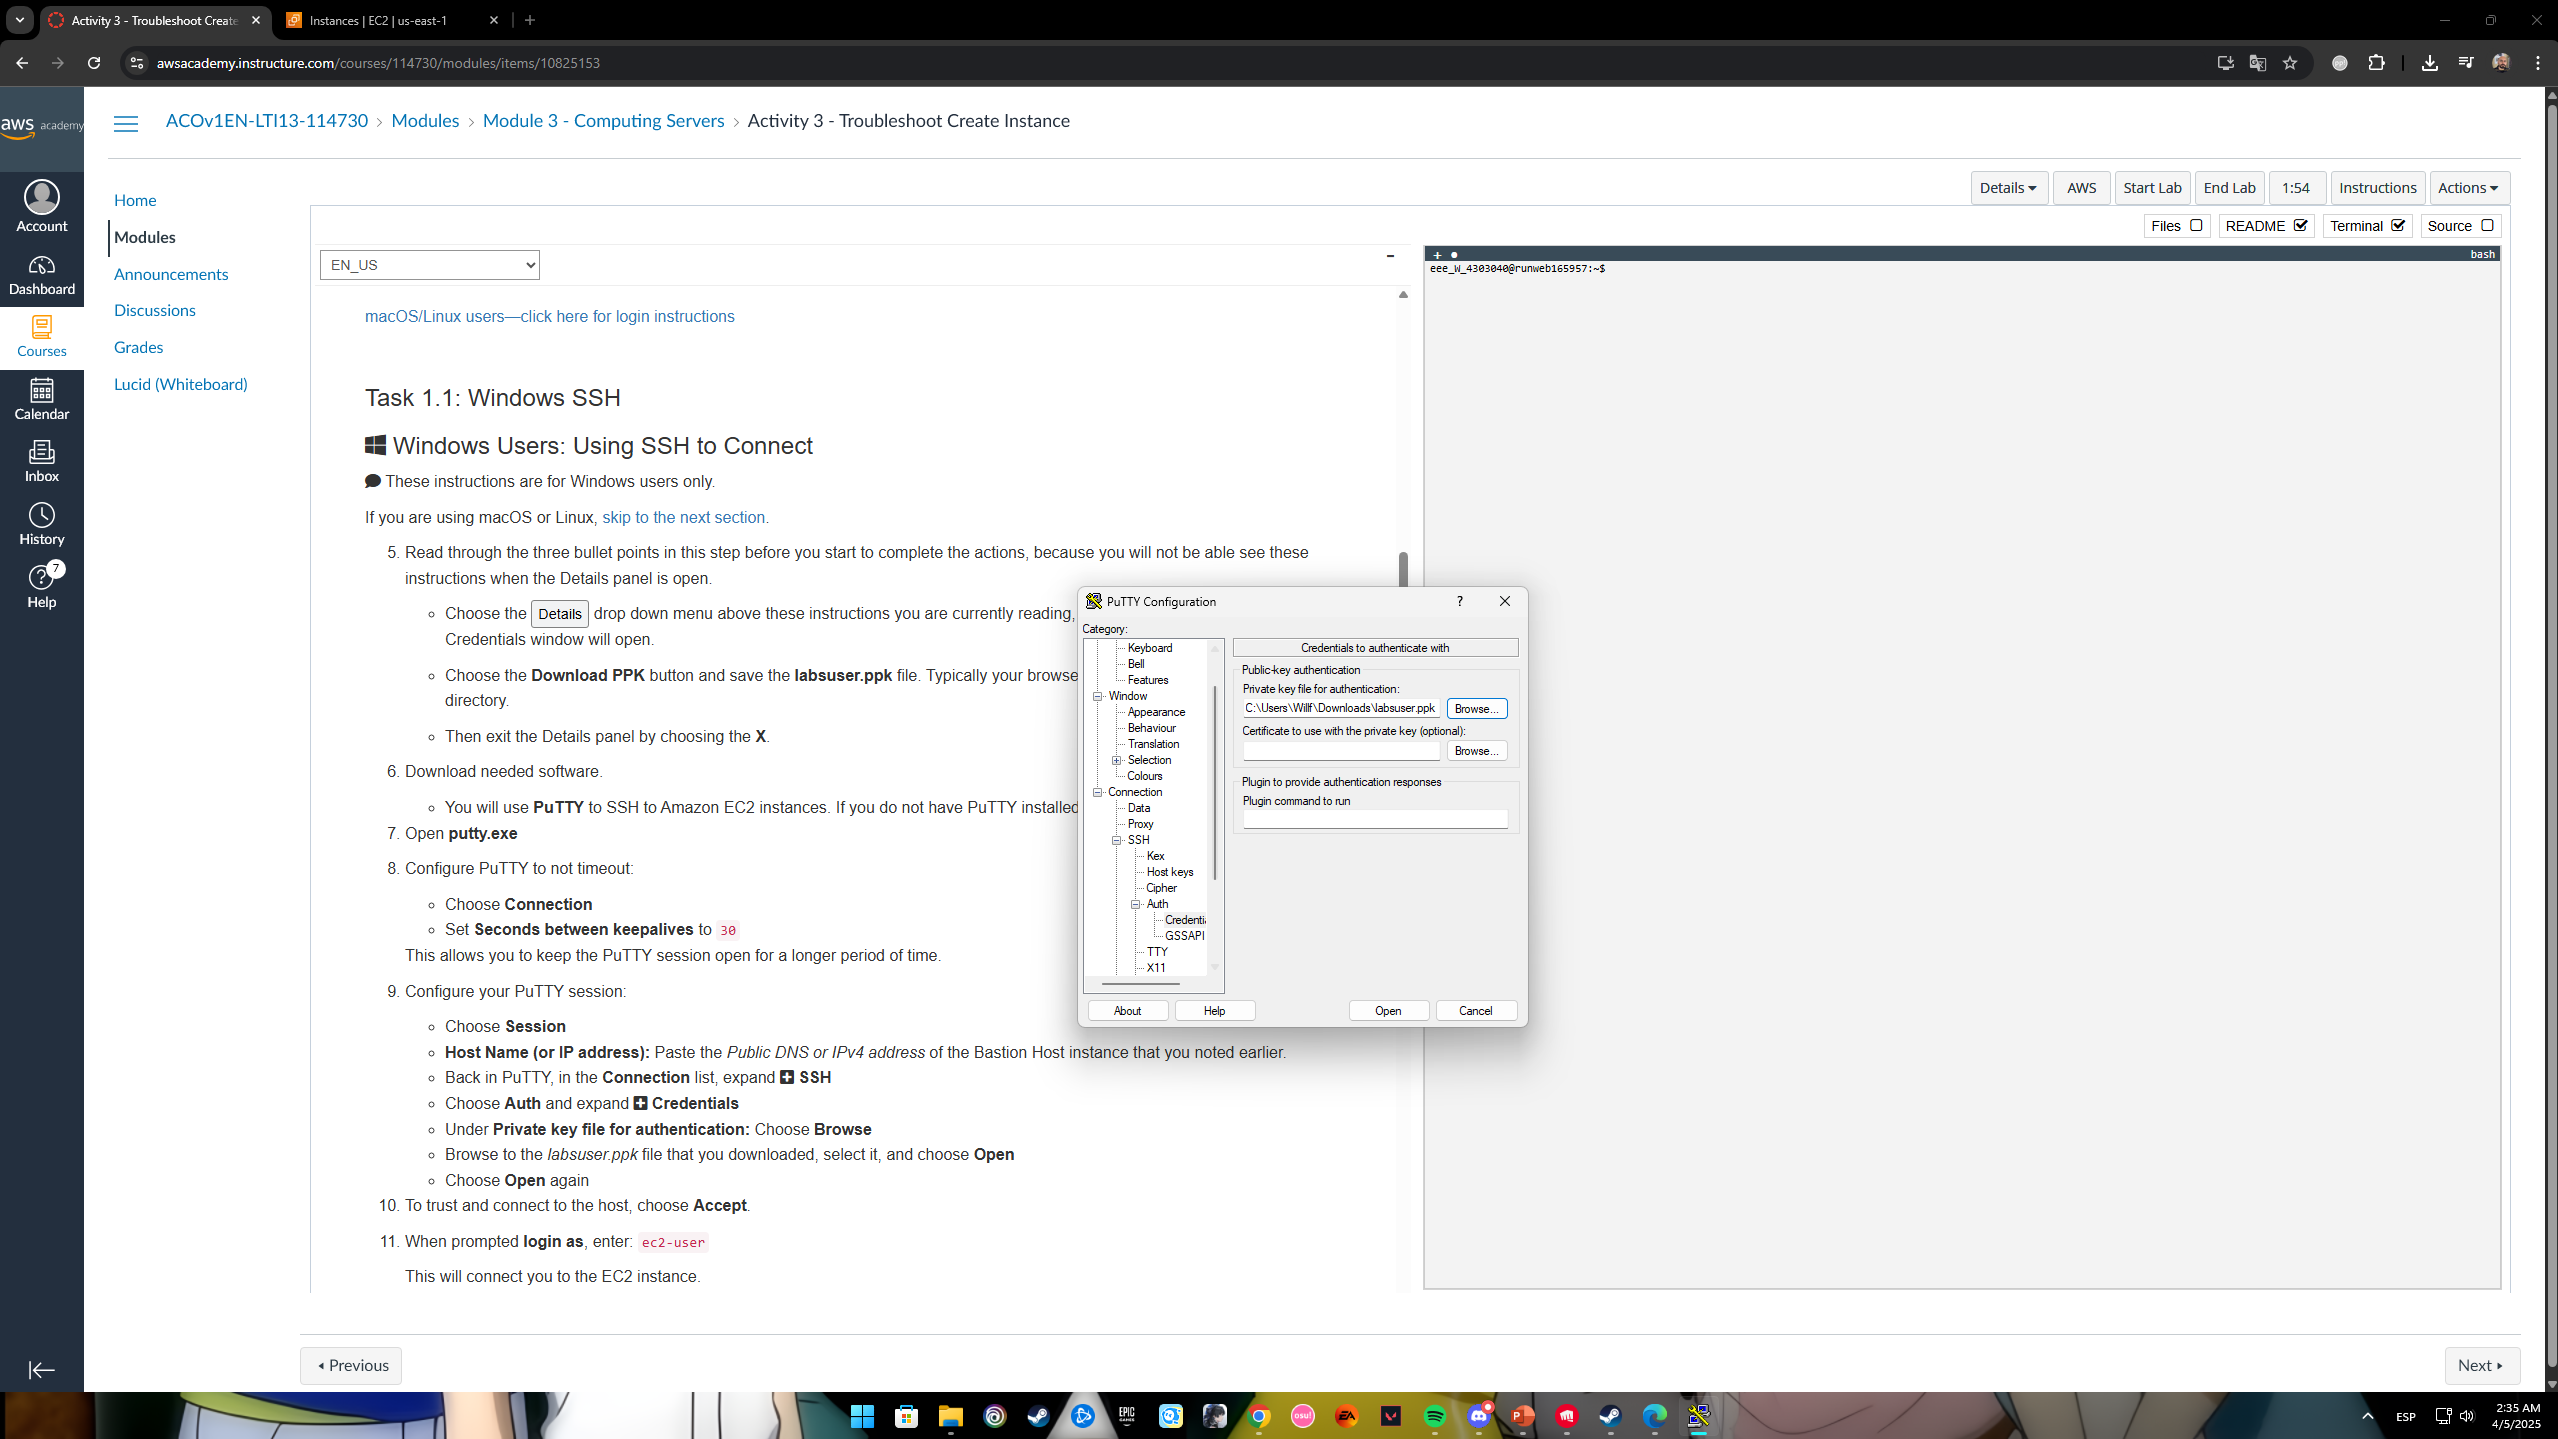 Activity 3 - Troubleshoot Create
Instances | EC2 | us-east-1
awsacademy.instructure.com/courses/114730/modules/items/10825153
aws academy
ACOv1EN-LTI13-114730 > Modules > Module 3 - Computing Servers > Activity 3 - Troubleshoot Create Instance
Account
Dashboard
Courses
Calendar
Inbox
History
7
Help
Home
Modules
Announcements
Discussions
Grades
Lucid (Whiteboard)
Details AWS Start Lab End Lab 1:54 Instructions Actions
Files README Terminal Source
EN_US
bash
eee_W_4303040@runweb165957:~$
macOS/Linux users—click here for login instructions
Task 1.1: Windows SSH
Windows Users: Using SSH to Connect
These instructions are for Windows users only.
If you are using macOS or Linux, skip to the next section.
5. Read through the three bullet points in this step before you start to complete the actions, because you will not be able see these
instructions when the Details panel is open.
Choose the Details drop down menu above these instructions you are currently reading,
Credentials window will open.
Choose the Download PPK button and save the labsuser.ppk file. Typically your browse
directory.
Then exit the Details panel by choosing the X.
6. Download needed software.
You will use PuTTY to SSH to Amazon EC2 instances. If you do not have PuTTY installed
7. Open putty.exe
8. Configure PuTTY to not timeout:
Choose Connection
Set Seconds between keepalives to 30
This allows you to keep the PuTTY session open for a longer period of time.
9. Configure your PuTTY session:
Choose Session
Host Name (or IP address): Paste the Public DNS or IPv4 address of the Bastion Host instance that you noted earlier.
Back in PuTTY, in the Connection list, expand SSH
Choose Auth and expand Credentials
Under Private key file for authentication: Choose Browse
Browse to the labsuser.ppk file that you downloaded, select it, and choose Open
Choose Open again
10. To trust and connect to the host, choose Accept.
11. When prompted login as, enter: ec2-user
This will connect you to the EC2 instance.
PuTTY Configuration
?
Category:
Keyboard
Bell
Features
Window
Appearance
Behaviour
Translation
Selection
Colours
Connection
Data
Proxy
SSH
Kex
Host keys
Cipher
Auth
Credenti
GSSAPI
TTY
X11
Credentials to authenticate with
Public-key authentication
Private key file for authentication:
C:\Users\Willf\Downloads\labsuser.ppk Browse...
Certificate to use with the private key (optional):
Browse...
Plugin to provide authentication responses
Plugin command to run
About Help Open Cancel
Previous
Next
EPIC GAMES
osu!
EA
ESP
2:35 AM
4/5/2025